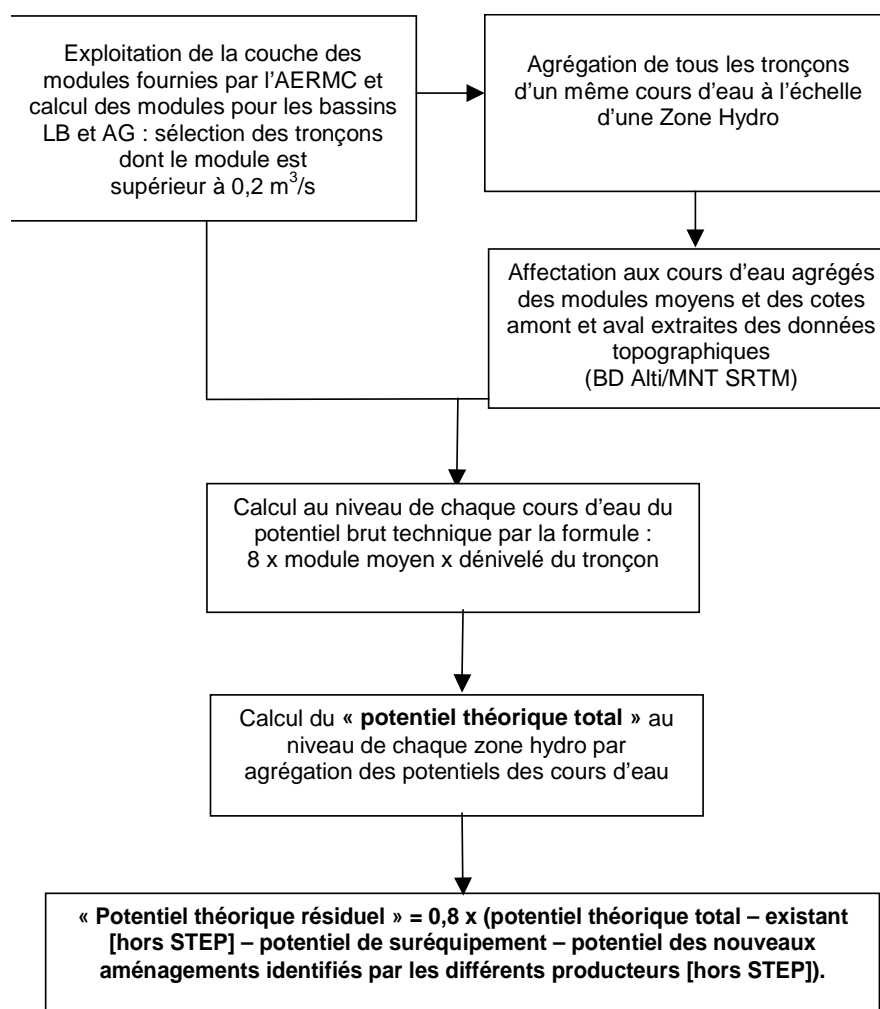 Exploitation de la couche des
modules fournies par l'AERMC et
calcul des modules pour les bassins
LB et AG : sélection des tronçons
dont le module est
supérieur à 0,2 m³/s
Agrégation de tous les tronçons
d'un même cours d'eau à l'échelle
d'une Zone Hydro
Affectation aux cours d'eau agrégés
des modules moyens et des cotes
amont et aval extraites des données
topographiques
(BD Alti/MNT SRTM)
Calcul au niveau de chaque cours d'eau du
potentiel brut technique par la formule :
8 x module moyen x dénivelé du tronçon
Calcul du « potentiel théorique total » au
niveau de chaque zone hydro par
agrégation des potentiels des cours d'eau
« Potentiel théorique résiduel » = 0,8 x (potentiel théorique total – existant
[hors STEP] – potentiel de suréquipement – potentiel des nouveaux
aménagements identifiés par les différents producteurs [hors STEP]).